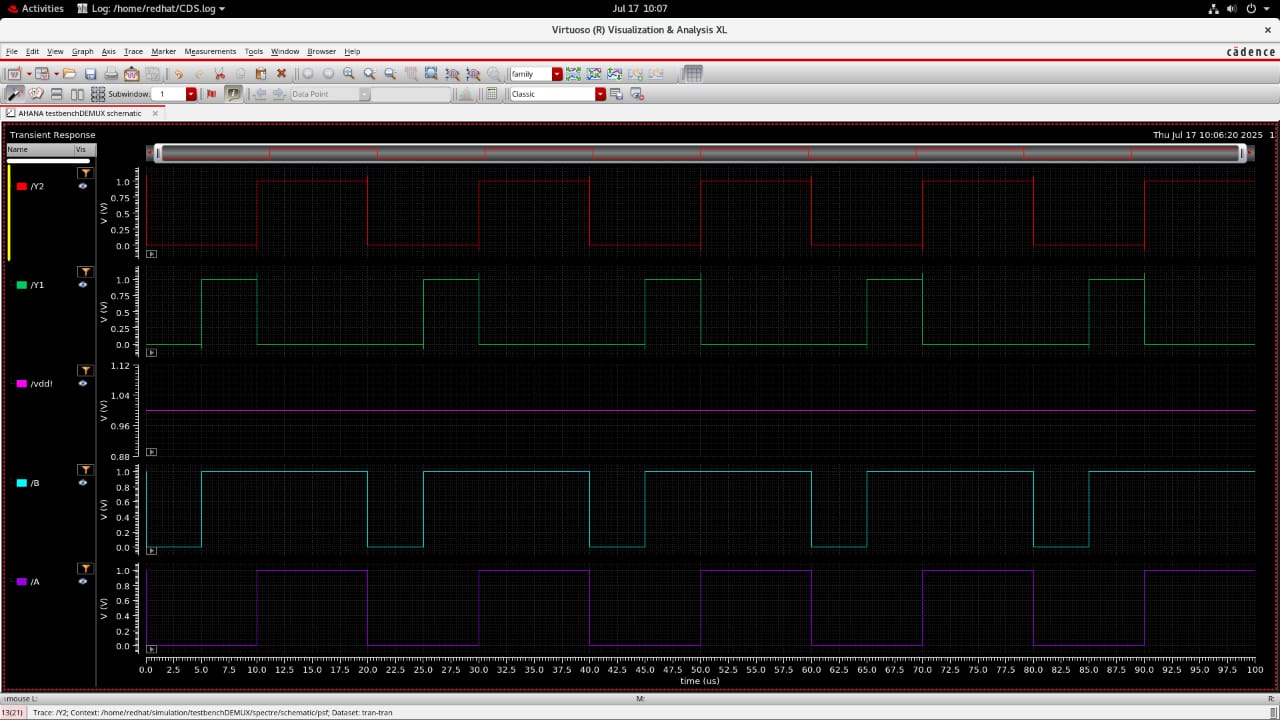 Activities Log: /home/redhat/CDS.log Jul 17 10:07
Virtuoso (R) Visualization & Analysis XL
File Edit View Graph Axis Trace Marker Measurements Tools Window Browser Help cādence
family
Subwindow: 1 Data Point Classic
AHANA testbenchDEMUX schematic
Transient Response Thu Jul 17 10:06:20 2025 1
Name Vis
/Y2
V (V)
1.0
0.75
0.5
0.25
0.0
/Y1
V (V)
1.0
0.75
0.5
0.25
0.0
/vdd!
V (V)
1.12
1.04
0.96
0.88
/B
V (V)
1.0
0.8
0.6
0.4
0.2
0.0
/A
V (V)
1.0
0.8
0.6
0.4
0.2
0.0
0.0 2.5 5.0 7.5 10.0 12.5 15.0 17.5 20.0 22.5 25.0 27.5 30.0 32.5 35.0 37.5 40.0 42.5 45.0 47.5 50.0 52.5 55.0 57.5 60.0 62.5 65.0 67.5 70.0 72.5 75.0 77.5 80.0 82.5 85.0 87.5 90.0 92.5 95.0 97.5 100
time (us)
mouse L: M: R:
13(21) Trace: /Y2; Context: /home/redhat/simulation/testbenchDEMUX/spectre/schematic/psf; Dataset: tran-tran